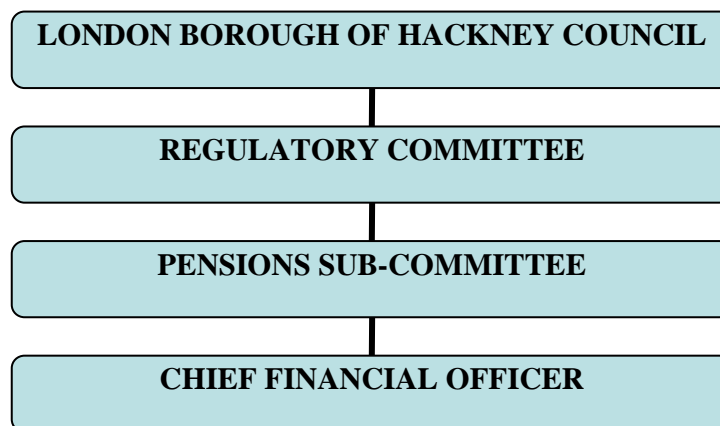 LONDON BOROUGH OF HACKNEY COUNCIL
REGULATORY COMMITTEE
PENSIONS SUB-COMMITTEE
CHIEF FINANCIAL OFFICER